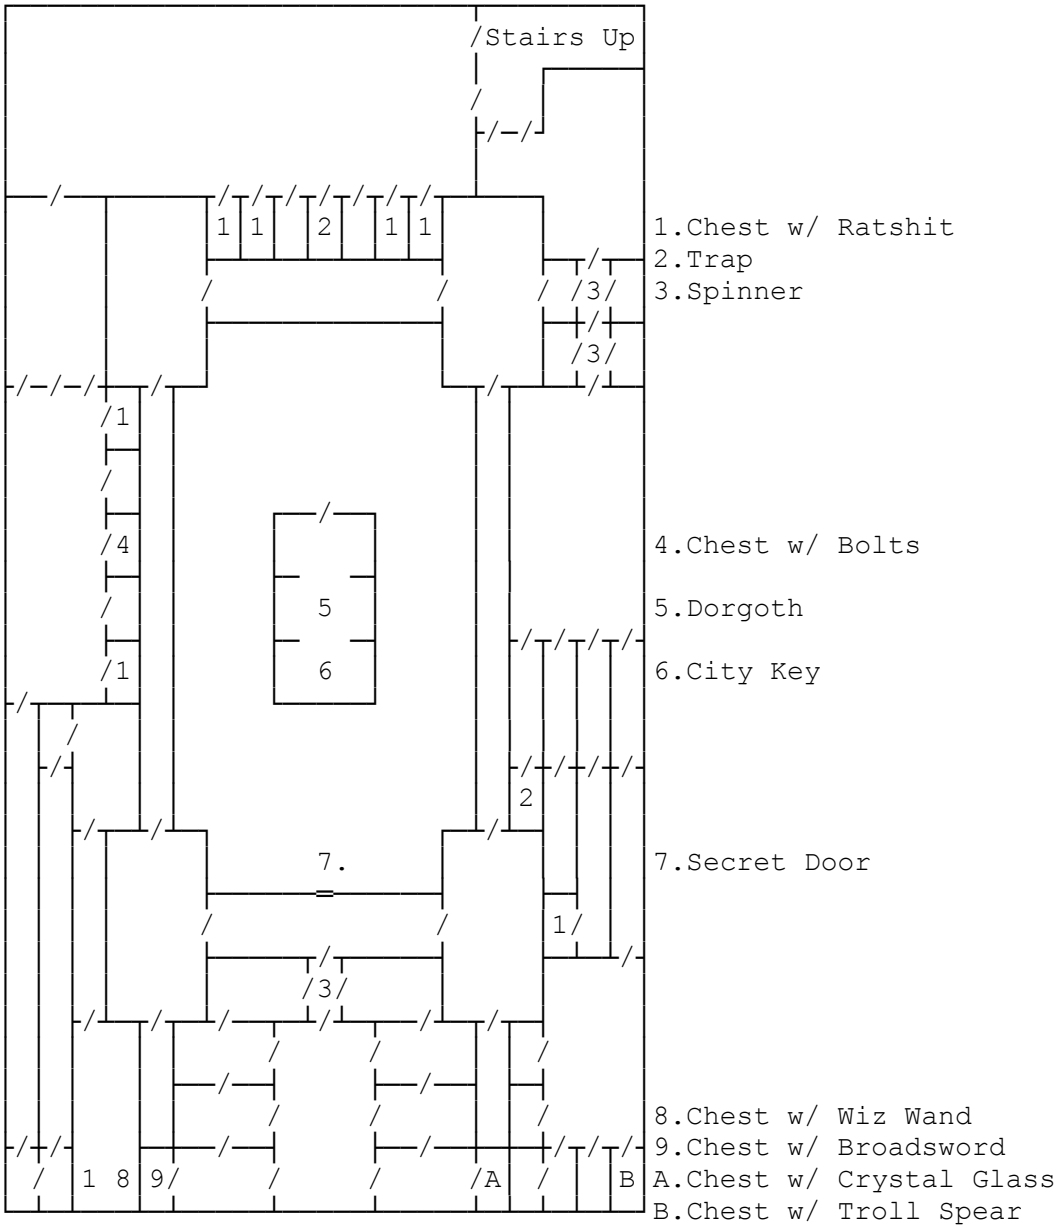 Stairs Up
1 1 2 1 1 1.Chest w/ Ratshit
2.Trap
3 3.Spinner
3
1
4 4.Chest w/ Bolts
5 5.Dorgoth
1 6 6.City Key
2
7. 7.Secret Door
1
3
8.Chest w/ Wiz Wand
9.Chest w/ Broadsword
1 8 9 A B A.Chest w/ Crystal Glass
B.Chest w/ Troll Spear